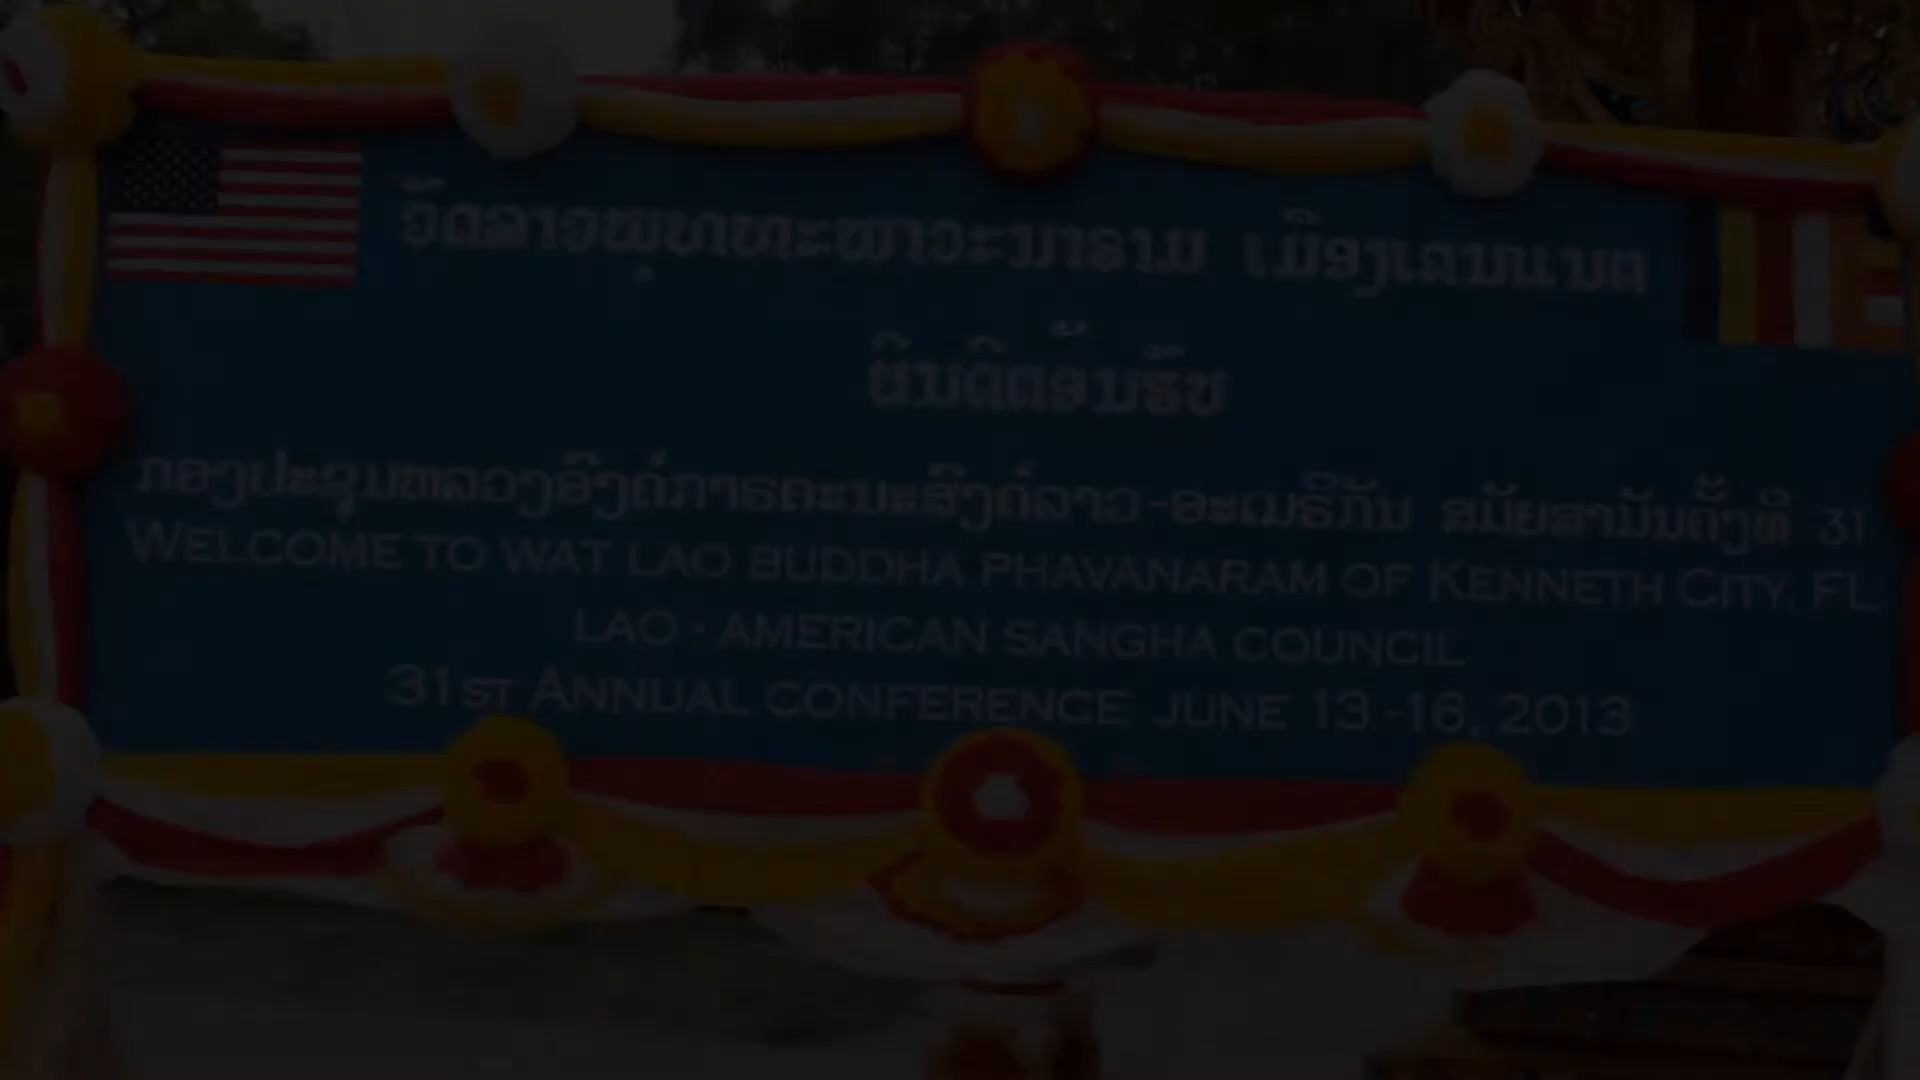 ວັດລາວພຸທທະພາວະນາຣາມ ເມືອງເຄນເນດ
ຍິນດີຕ້ອນຮັບ
ກອງປະຊຸມຫລວງອົງຄ໌ການຄະນະສົງຄ໌ລາວ-ອະເມຣິກັນ ສມັຍສາມັນຄັ້ງທີ 31
WELCOME TO WAT LAO BUDDHA PHAVANARAM OF KENNETH CITY, FL
LAO - AMERICAN SANGHA COUNCIL
31ST ANNUAL CONFERENCE JUNE 13 -16, 2013